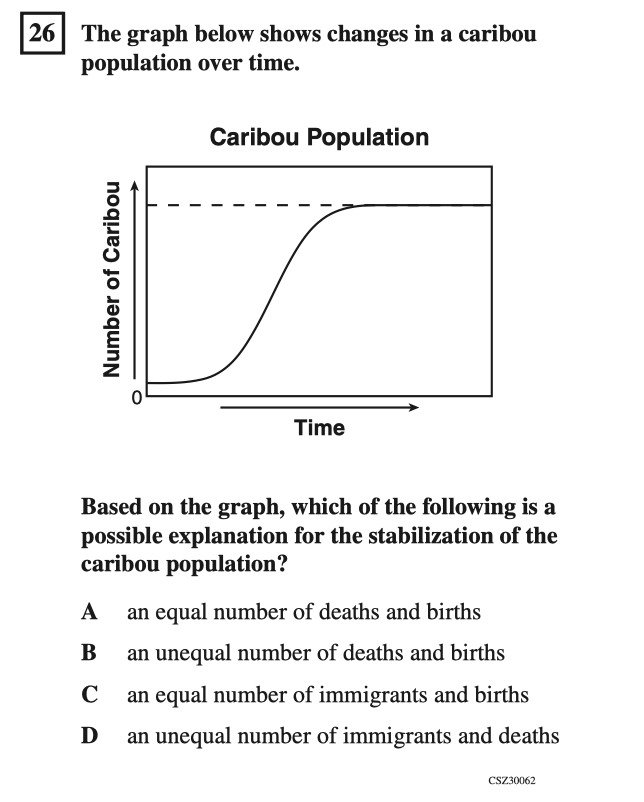 26 The graph below shows changes in a caribou
population over time.
Caribou Population
Number of Caribou
0
Time
Based on the graph, which of the following is a
possible explanation for the stabilization of the
caribou population?
A an equal number of deaths and births
B an unequal number of deaths and births
C an equal number of immigrants and births
D an unequal number of immigrants and deaths
CSZ30062